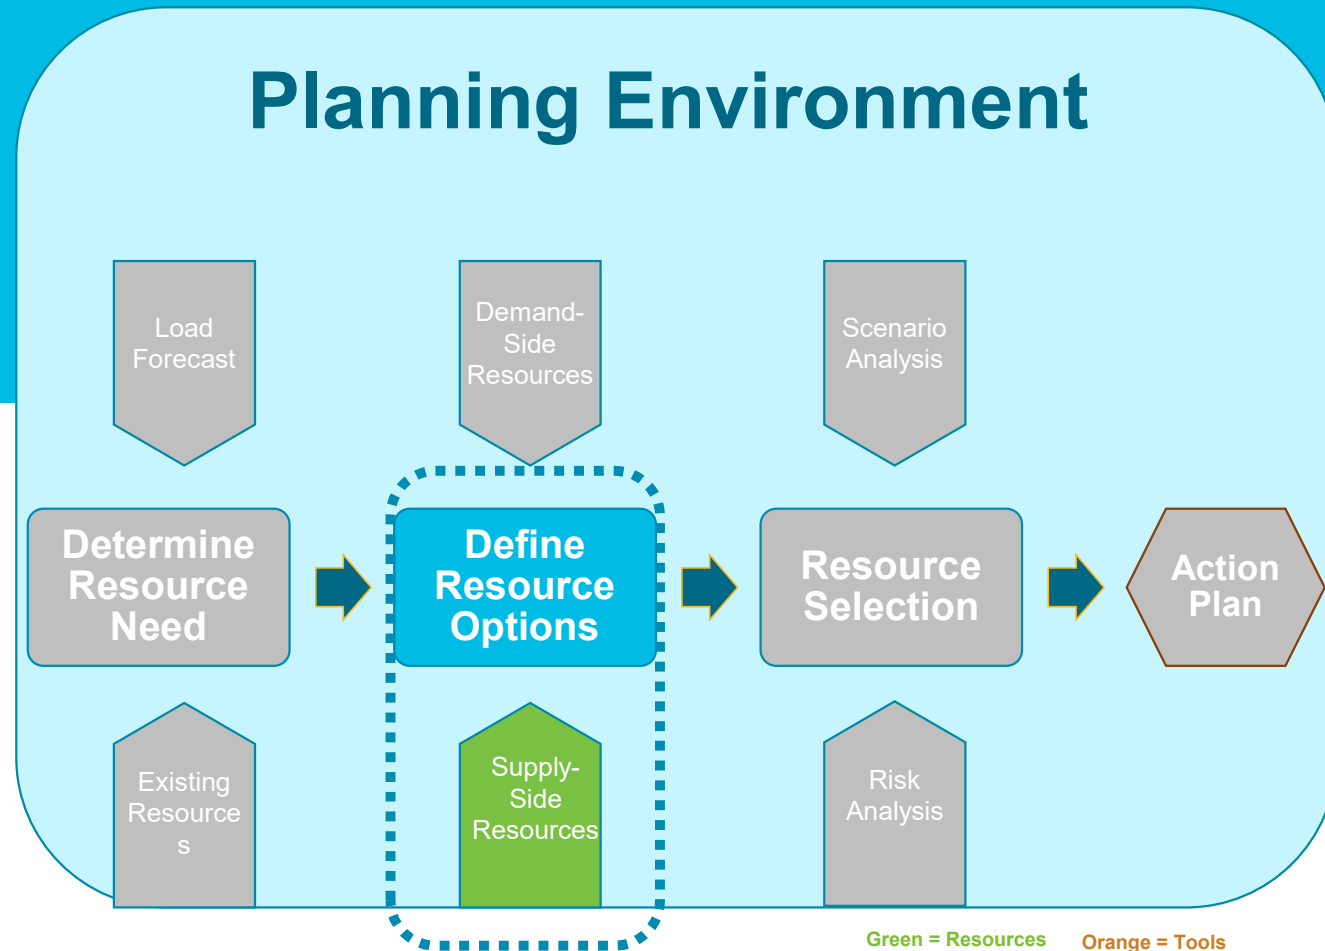 Planning Environment
Load
Forecast
Demand-
Side
Resources
Scenario
Analysis
Determine
Resource
Need
Define
Resource
Options
Resource
Selection
Action
Plan
Existing
Resource
s
Supply-
Side
Resources
Risk
Analysis
Green = Resources
Orange = Tools